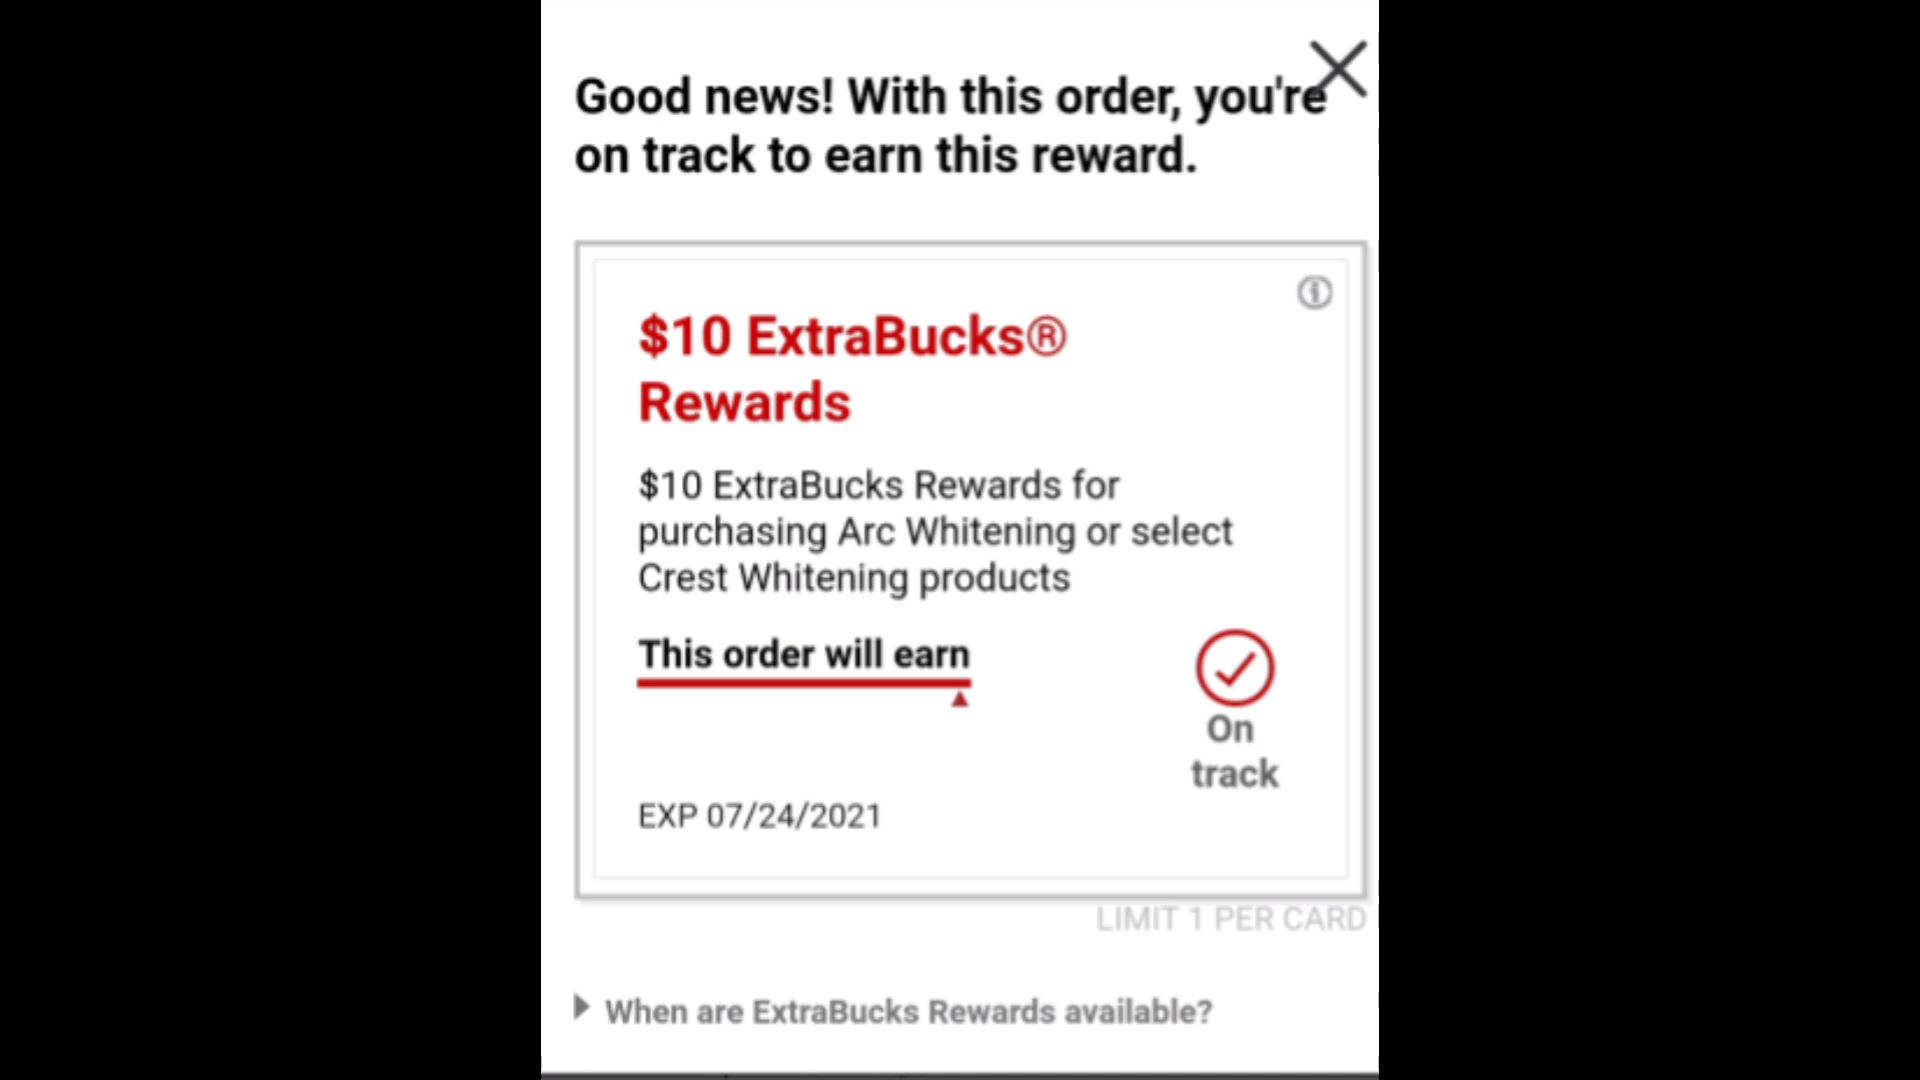 Good news! With this order, you're
on track to earn this reward.
$10 ExtraBucks®
Rewards
$10 ExtraBucks Rewards for
purchasing Arc Whitening or select
Crest Whitening products
This order will earn
On
track
EXP 07/24/2021
LIMIT 1 PER CARD
When are ExtraBucks Rewards available?